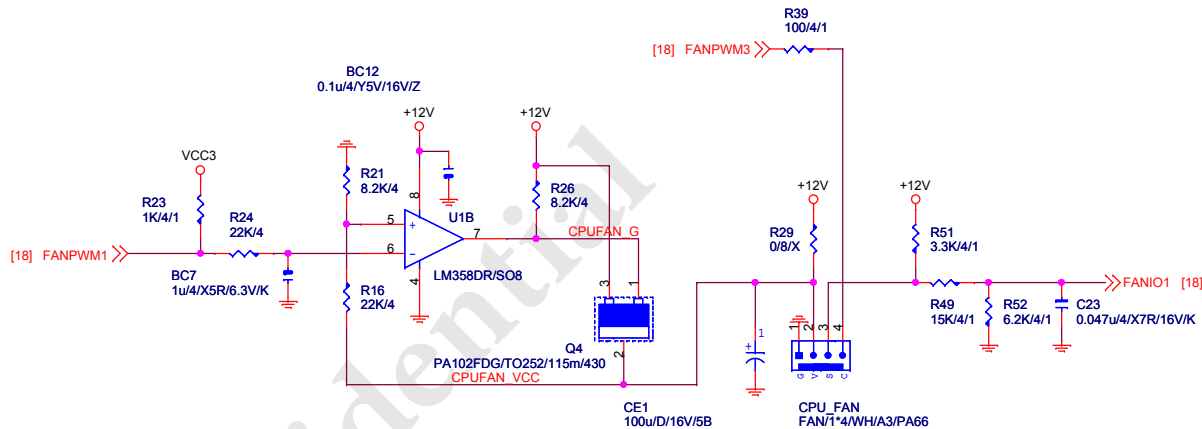 R39
100/4/1
[18] FANPWM3
BC12
0.1u/4/Y5V/16V/Z
+12V
+12V
VCC3
R21
8.2K/4
8
R26
8.2K/4
+12V
+12V
R23
1K/4/1
R24
22K/4
5
+
U1B
7
CPUFAN_G
R29
0/8/X
R51
3.3K/4/1
[18] FANPWM1
6
-
LM358DR/SO8
4
BC7
1u/4/X5R/6.3V/K
R16
22K/4
3
1
FANIO1 [18]
R49
15K/4/1
R52
6.2K/4/1
C23
0.047u/4/X7R/16V/K
1
2
3
4
+
1
Q4
2
PA102FDG/TO252/115m/430
CPUFAN_VCC
G
V
S
C
CE1
100u/D/16V/5B
CPU_FAN
FAN/1*4/WH/A3/PA66
fidential